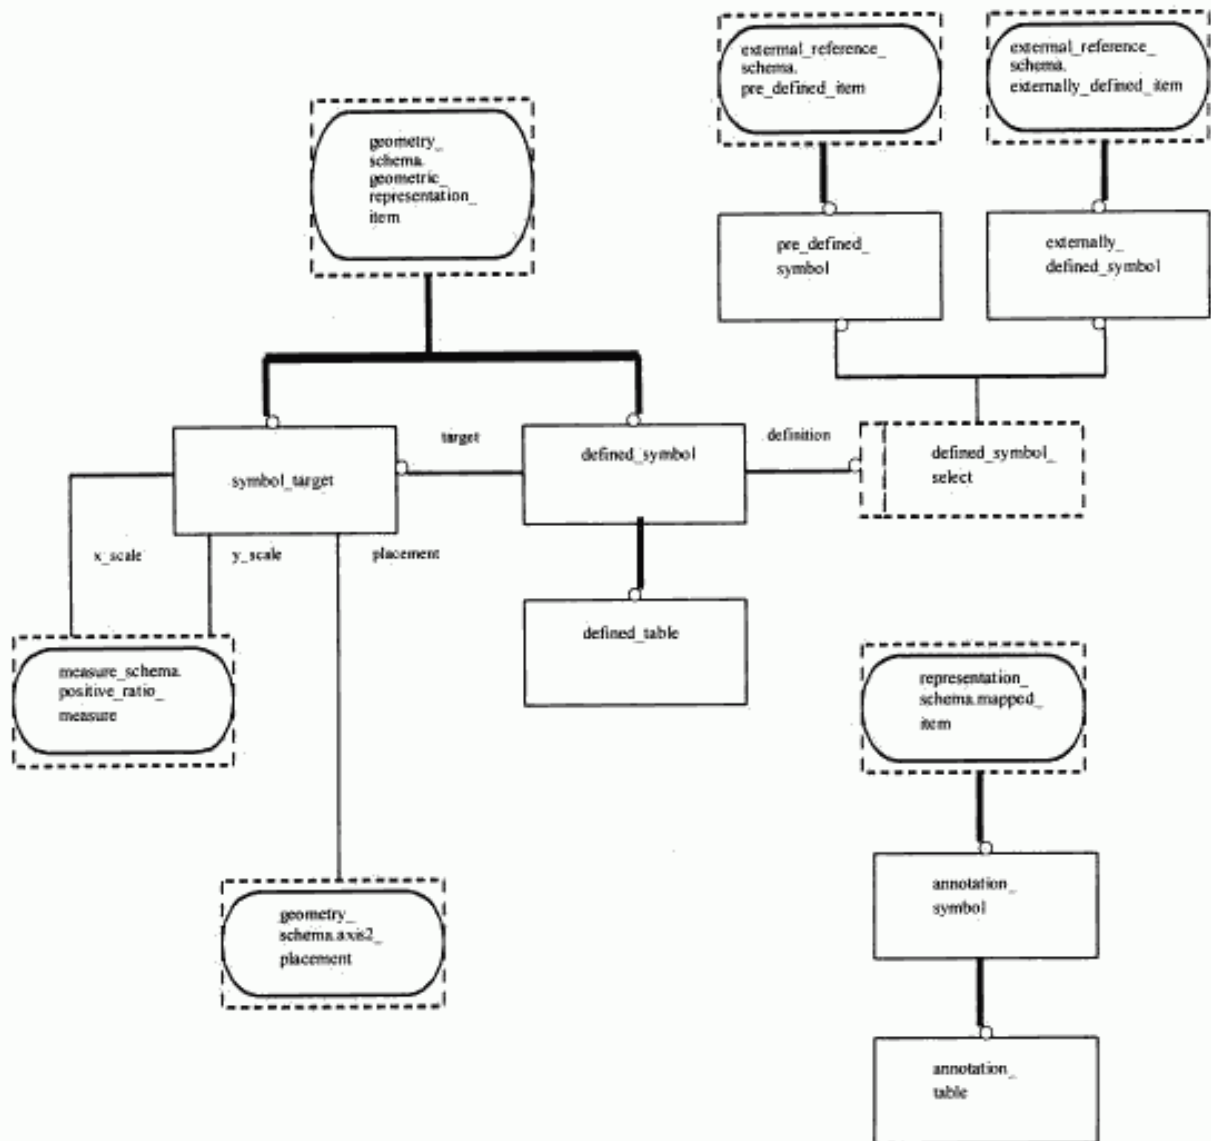 external_reference_
schema.
pre_defined_item
external_reference_
schema.
externally_defined_item
geometry_
schema.
geometric_
representation_
item
pre_defined_
symbol
externally_
defined_symbol
target
defined_symbol
definition
defined_symbol_
select
symbol_target
x_scale
y_scale
placement
defined_table
measure_schema.
positive_ratio_
measure
representation_
schema.mapped_
item
geometry_
schema.axis2_
placement
annotation_
symbol
annotation_
table